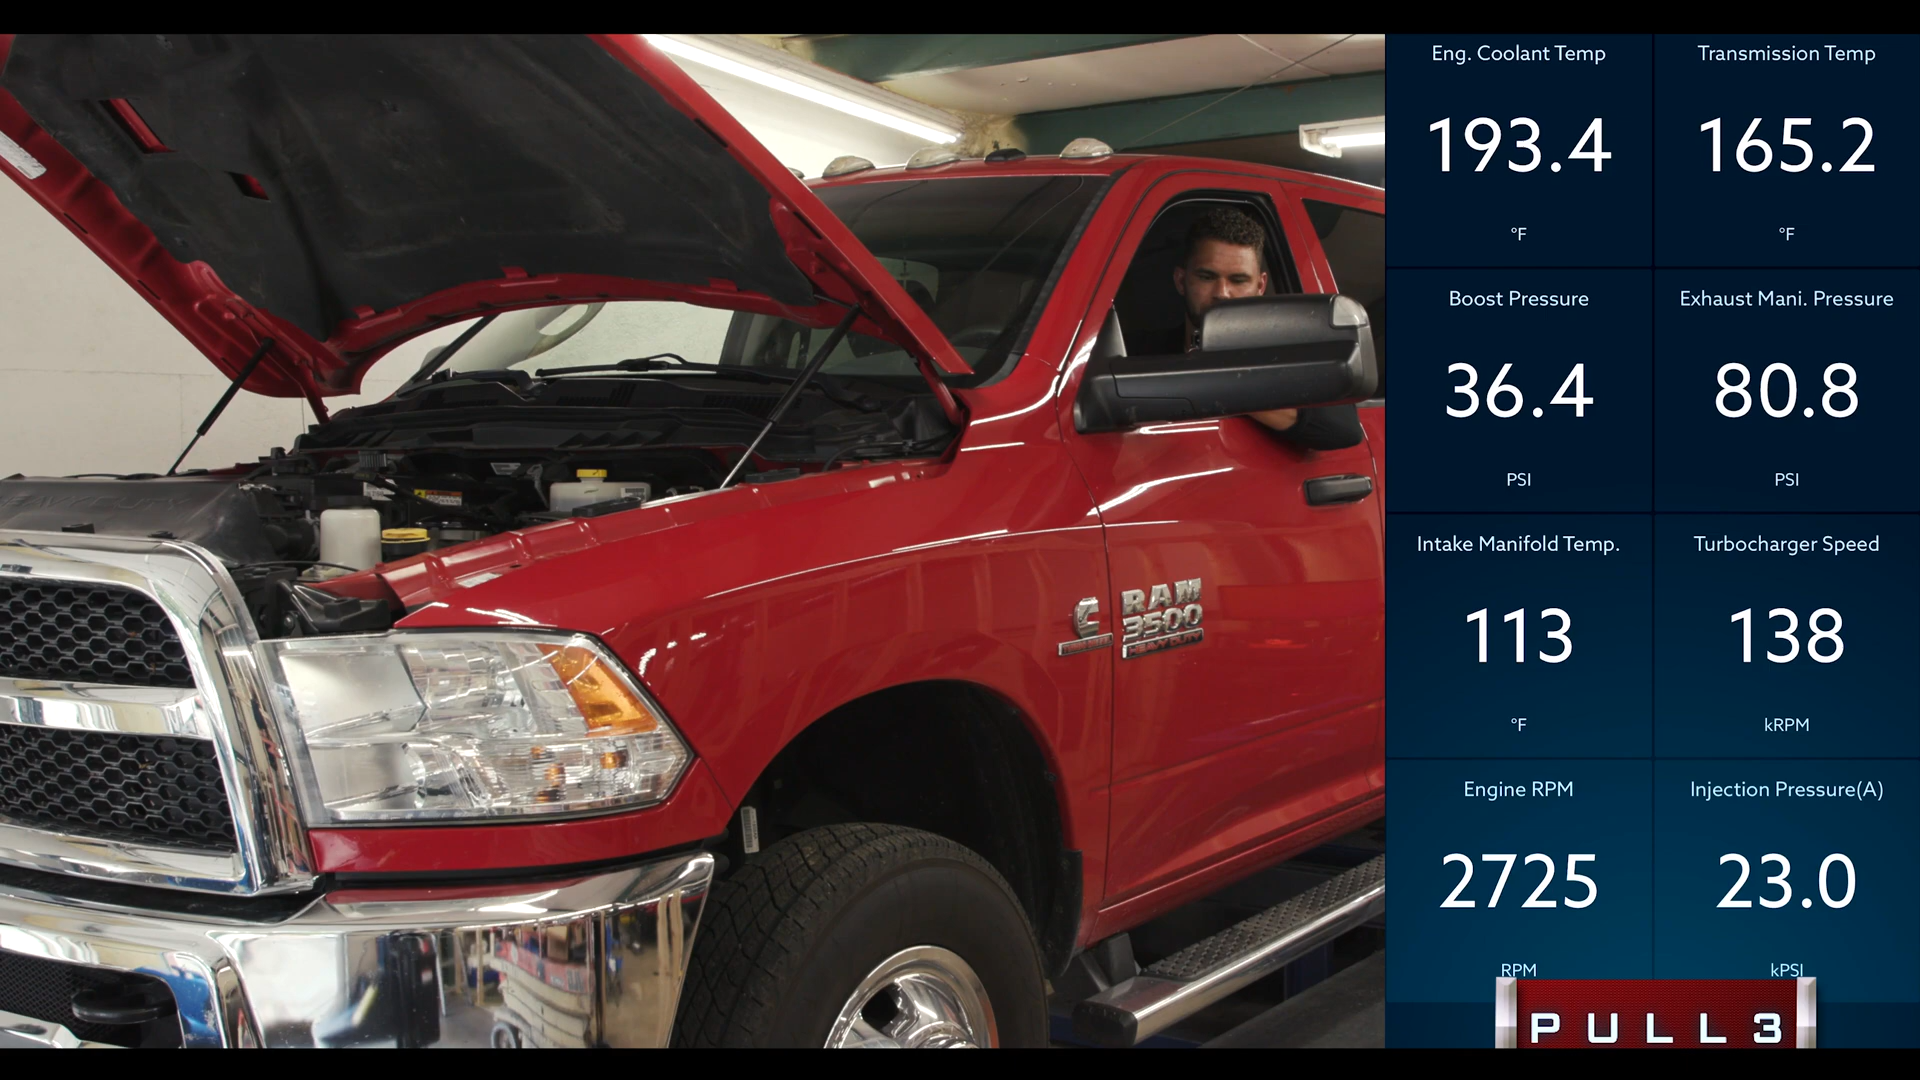 Eng. Coolant Temp
193.4
°F
Transmission Temp
165.2
°F
Boost Pressure
36.4
PSI
Exhaust Mani. Pressure
80.8
PSI
Intake Manifold Temp.
113
°F
Turbocharger Speed
138
kRPM
Engine RPM
2725
RPM
Injection Pressure(A)
23.0
kPSI
PULL 3
RAM
3500
HEAVY DUTY